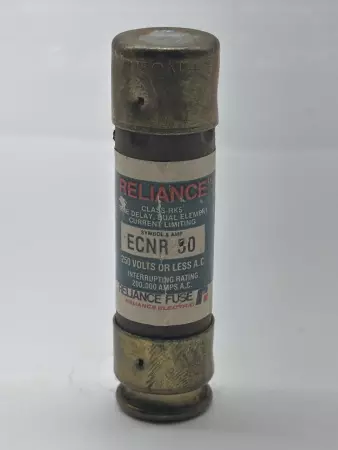 RELIANCE
CLASS RK5
DELAY, DUAL ELEMENT
CURRENT LIMITING
SYMBOL & AMP
ECNR 30
250 VOLTS OR LESS A.C.
INTERRUPTING RATING
200,000 AMPS A.C.
RELIANCE FUSE
RELIANCE ELECTRIC